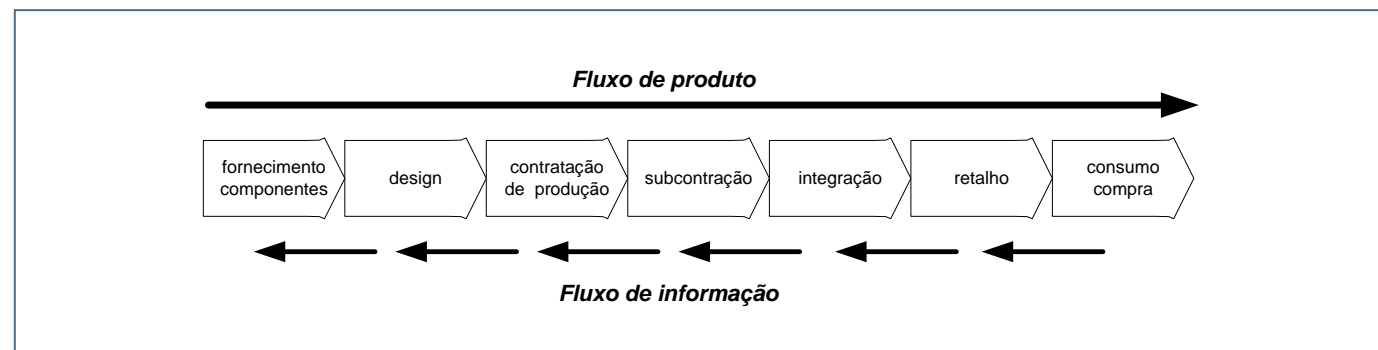 Fluxo de produto
fornecimento
componentes
design
contratação
de produção
subcontração
integração
retalho
consumo
compra
Fluxo de informação